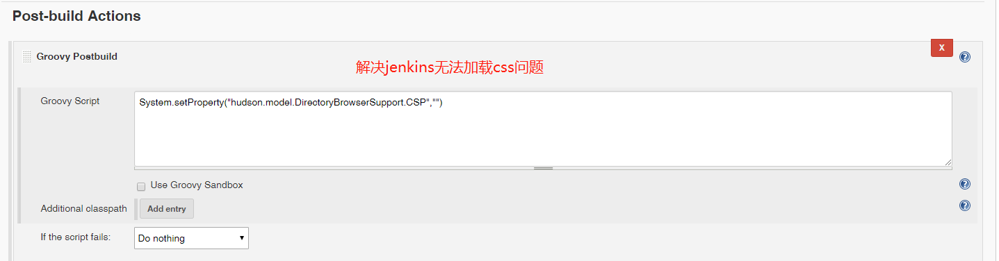 Post-build Actions
Groovy Postbuild
X
解决jenkins无法加载css问题
Groovy Script
System.setProperty("hudson.model.DirectoryBrowserSupport.CSP","")
Use Groovy Sandbox
Additional classpath
Add entry
If the script fails:
Do nothing